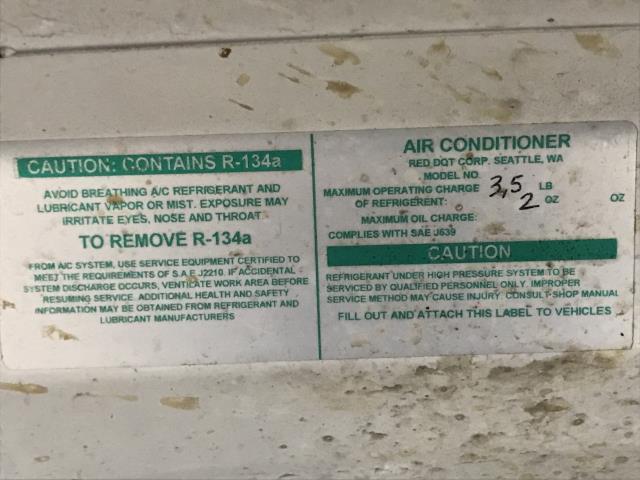 CAUTION: CONTAINS R-134a
AVOID BREATHING A/C REFRIGERANT AND
LUBRICANT VAPOR OR MIST. EXPOSURE MAY
IRRITATE EYES, NOSE AND THROAT.
TO REMOVE R-134a
FROM A/C SYSTEM, USE SERVICE EQUIPMENT CERTIFIED TO
MEET THE REQUIREMENTS OF S.A.E J2210. IF ACCIDENTAL
SYSTEM DISCHARGE OCCURS, VENTILATE WORK AREA BEFORE
RESUMING SERVICE. ADDITIONAL HEALTH AND SAFETY
INFORMATION MAY BE OBTAINED FROM REFRIGERANT AND
LUBRICANT MANUFACTURERS
AIR CONDITIONER
RED DOT CORP. SEATTLE, WA
MODEL NO.
MAXIMUM OPERATING CHARGE 3,5 LB
OF REFRIGERENT: 2 OZ OZ
MAXIMUM OIL CHARGE:
COMPLIES WITH SAE J639
CAUTION
REFRIGERANT UNDER HIGH PRESSURE SYSTEM TO BE
SERVICED BY QUALIFIED PERSONNEL ONLY. IMPROPER
SERVICE METHOD MAY CAUSE INJURY. CONSULT-SHOP MANUAL
FILL OUT AND ATTACH THIS LABEL TO VEHICLES